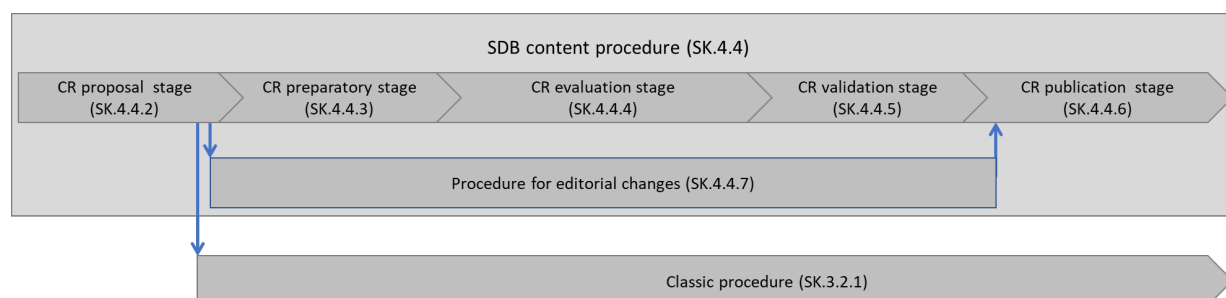 SDB content procedure (SK.4.4)
CR proposal stage
(SK.4.4.2)
CR preparatory stage
(SK.4.4.3)
CR evaluation stage
(SK.4.4.4)
CR validation stage
(SK.4.4.5)
CR publication stage
(SK.4.4.6)
Procedure for editorial changes (SK.4.4.7)
Classic procedure (SK.3.2.1)